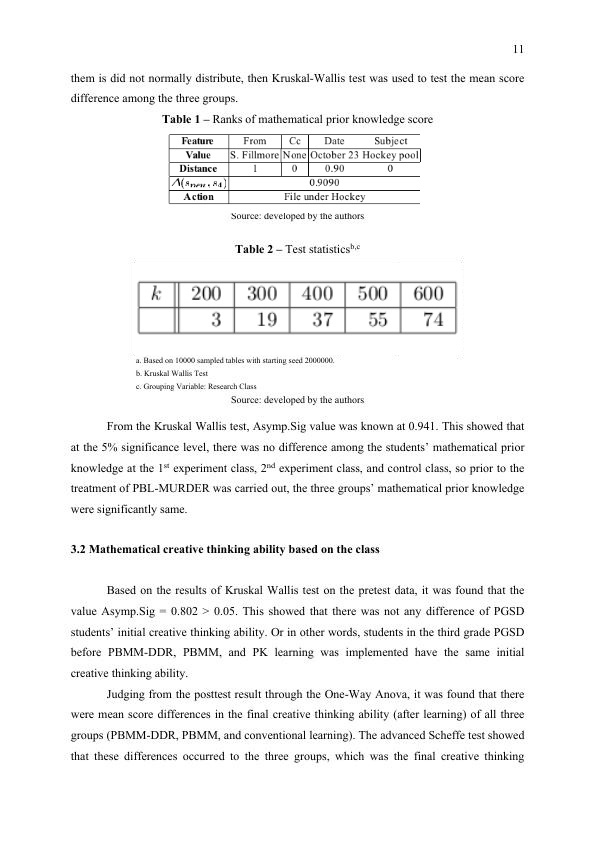 11
them is did not normally distribute, then Kruskal-Wallis test was used to test the mean score
difference among the three groups.
Table 1 – Ranks of mathematical prior knowledge score
Feature From Cc Date Subject
Value S. Fillmore None October 23 Hockey pool
Distance 1 0 0.90 0
Λ(s_new, s_4) 0.9090
Action File under Hockey
Source: developed by the authors
Table 2 – Test statistics^b,c
k 200 300 400 500 600
3 19 37 55 74
a. Based on 10000 sampled tables with starting seed 2000000.
b. Kruskal Wallis Test
c. Grouping Variable: Research Class
Source: developed by the authors
From the Kruskal Wallis test, Asymp.Sig value was known at 0.941. This showed that
at the 5% significance level, there was no difference among the students’ mathematical prior
knowledge at the 1st experiment class, 2nd experiment class, and control class, so prior to the
treatment of PBL-MURDER was carried out, the three groups’ mathematical prior knowledge
were significantly same.
3.2 Mathematical creative thinking ability based on the class
Based on the results of Kruskal Wallis test on the pretest data, it was found that the
value Asymp.Sig = 0.802 > 0.05. This showed that there was not any difference of PGSD
students’ initial creative thinking ability. Or in other words, students in the third grade PGSD
before PBMM-DDR, PBMM, and PK learning was implemented have the same initial
creative thinking ability.
Judging from the posttest result through the One-Way Anova, it was found that there
were mean score differences in the final creative thinking ability (after learning) of all three
groups (PBMM-DDR, PBMM, and conventional learning). The advanced Scheffe test showed
that these differences occurred to the three groups, which was the final creative thinking